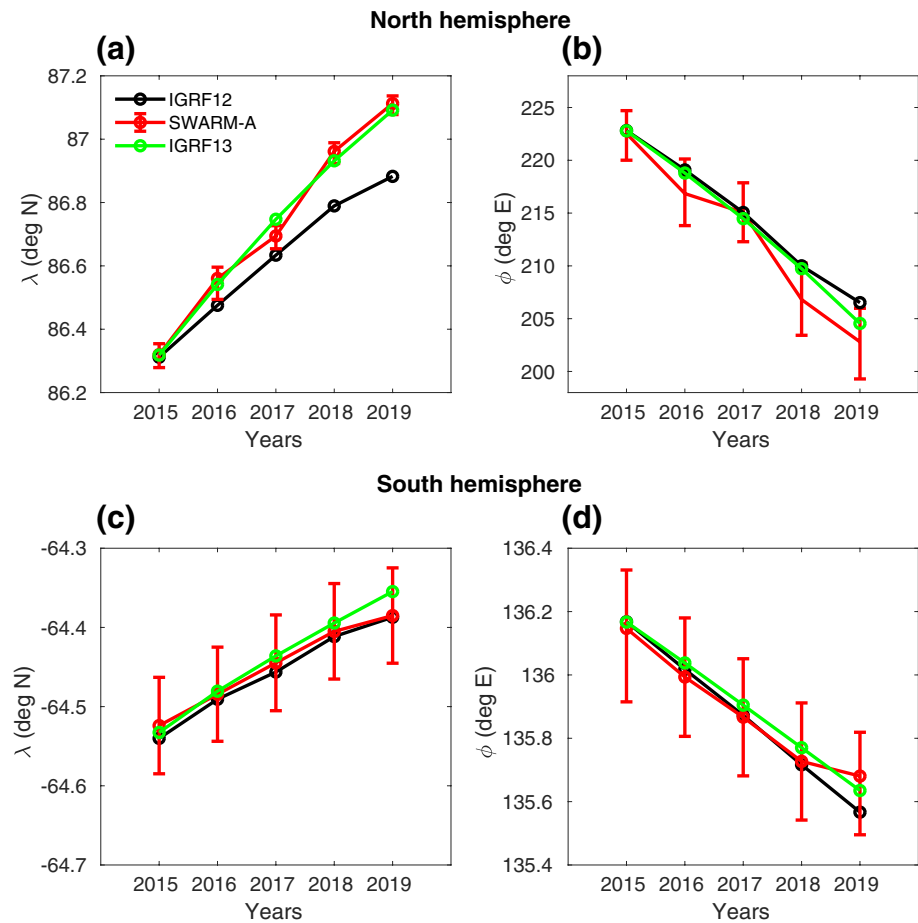 North hemisphere
(a)
(b)
87.2
87
86.8
86.6
86.4
86.2
λ (deg N)
IGRF12
SWARM-A
IGRF13
2015 2016 2017 2018 2019
Years
225
220
215
210
205
200
ϕ (deg E)
2015 2016 2017 2018 2019
Years
South hemisphere
(c)
(d)
-64.3
-64.4
-64.5
-64.6
-64.7
λ (deg N)
2015 2016 2017 2018 2019
Years
136.4
136.2
136
135.8
135.6
135.4
ϕ (deg E)
2015 2016 2017 2018 2019
Years